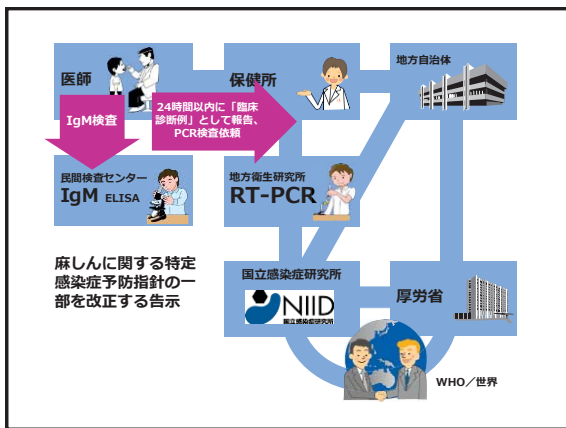 医師
保健所
地方自治体
IgM検査
24時間以内に「臨床
診断例」として報告、
PCR検査依頼
民間検査センター
IgM ELISA
地方衛生研究所
RT-PCR
麻しんに関する特定
感染症予防指針の一
部を改正する告示
国立感染症研究所
NIID
国立感染症研究所
厚労省
WHO／世界